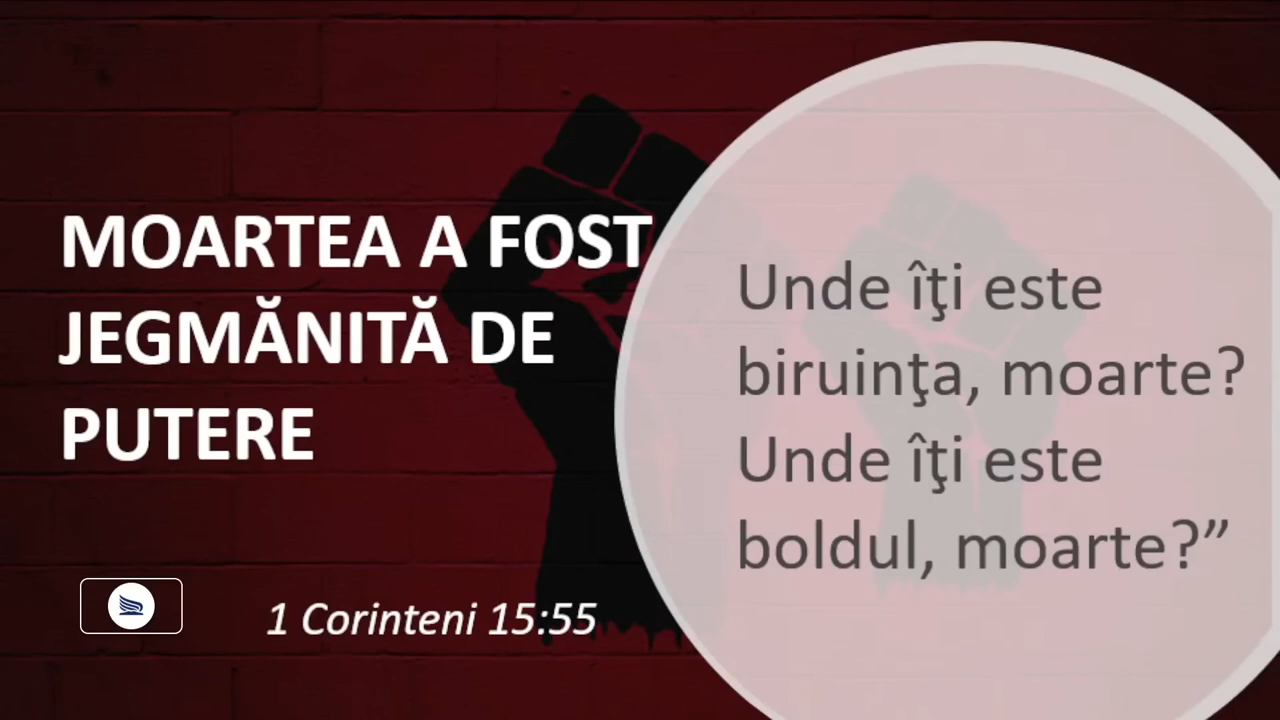 MOARTEA A FOST
JEGMĂNITĂ DE
PUTERE
1 Corinteni 15:55
Unde îţi este
biruinţa, moarte?
Unde îţi este
boldul, moarte?”